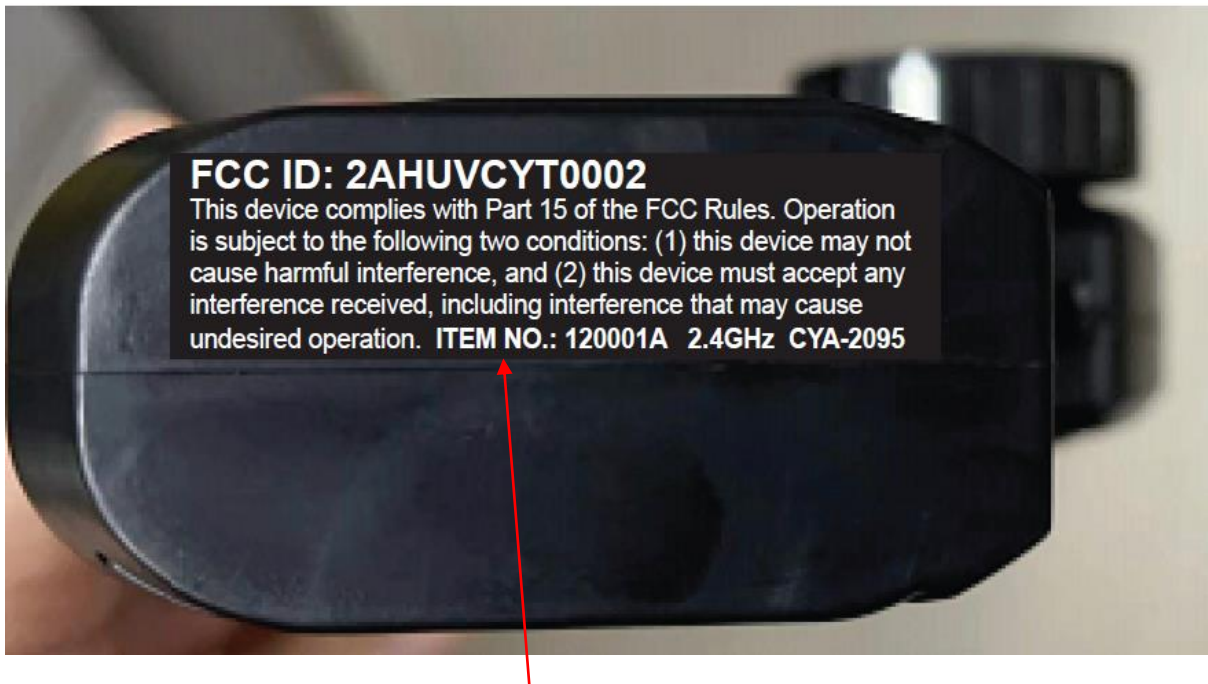 FCC ID: 2AHUVCYT0002
This device complies with Part 15 of the FCC Rules. Operation
is subject to the following two conditions: (1) this device may not
cause harmful interference, and (2) this device must accept any
interference received, including interference that may cause
undesired operation. ITEM NO.: 120001A 2.4GHz CYA-2095